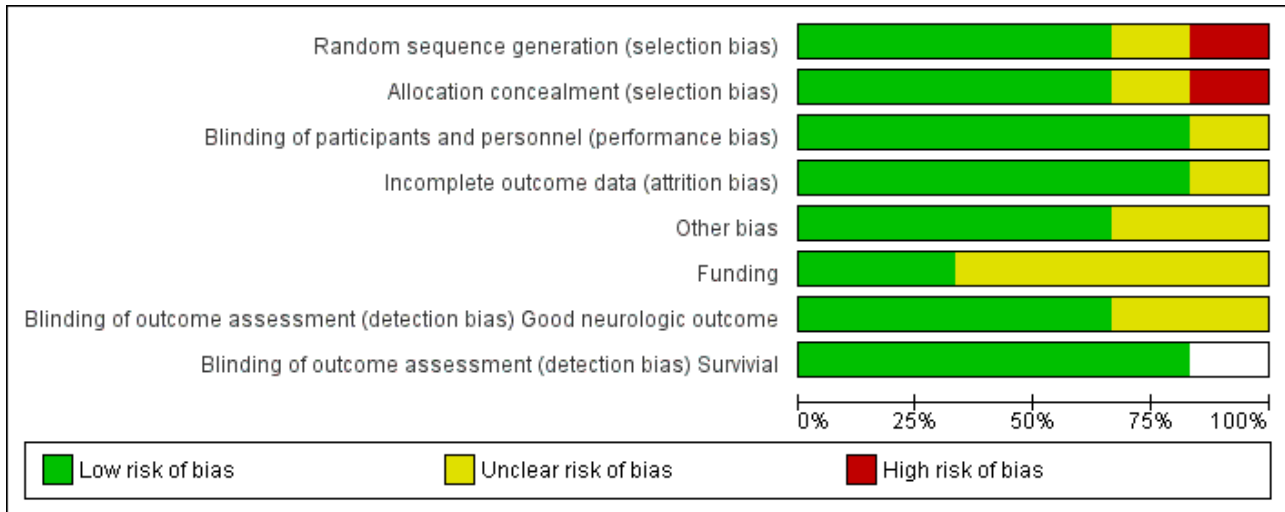 Random sequence generation (selection bias)
Allocation concealment (selection bias)
Blinding of participants and personnel (performance bias)
Incomplete outcome data (attrition bias)
Other bias
Funding
Blinding of outcome assessment (detection bias) Good neurologic outcome
Blinding of outcome assessment (detection bias) Survivial
0% 25% 50% 75% 100%
Low risk of bias Unclear risk of bias High risk of bias